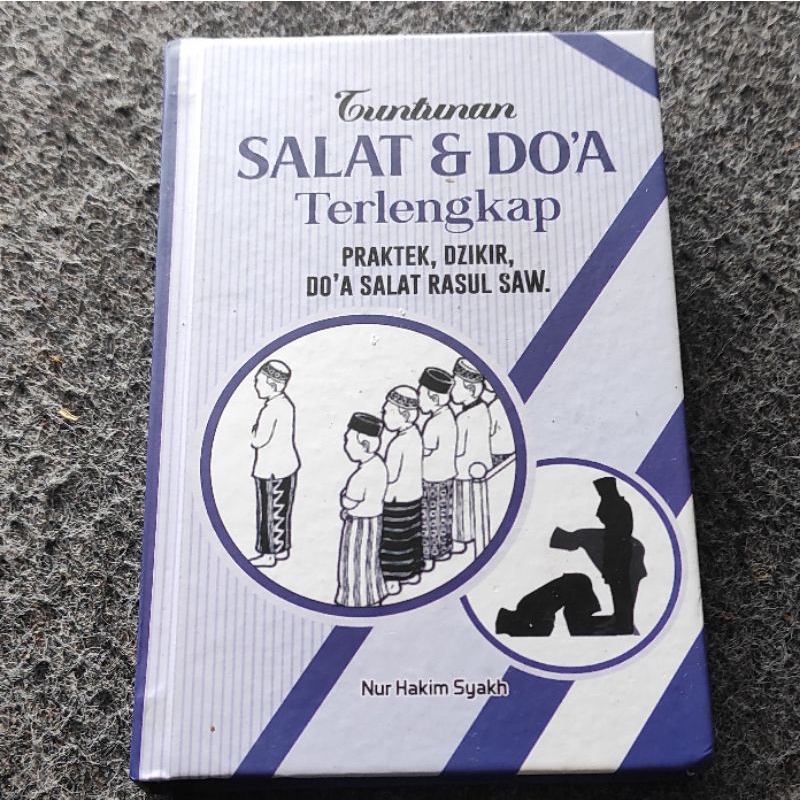 Tuntunan
SALAT & DO'A
Terlengkap
PRAKTEK, DZIKIR,
DO'A SALAT RASUL SAW.
Nur Hakim Syakh